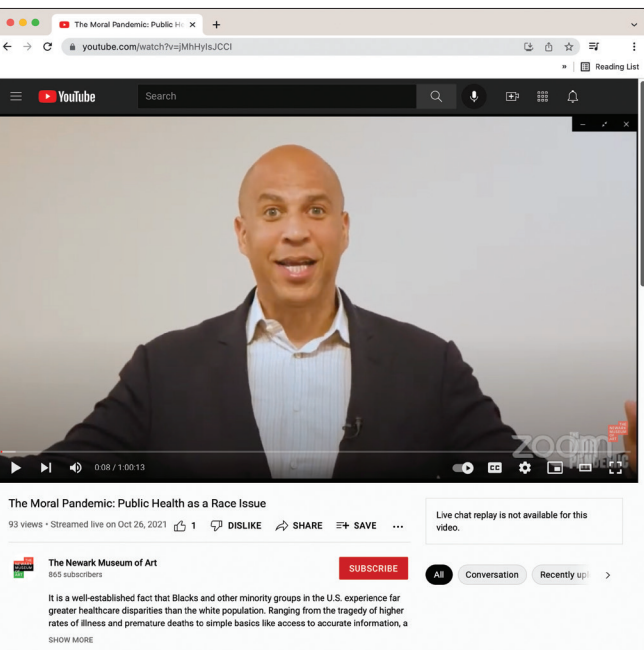 The Moral Pandemic: Public He
youtube.com/watch?v=jMhHylsJCCI
» Reading List
YouTube
Search
zoom
0:08 / 1:00:13
CC
The Moral Pandemic: Public Health as a Race Issue
93 views • Streamed live on Oct 26, 2021 1 DISLIKE SHARE SAVE ...
Live chat replay is not available for this
video.
The Newark Museum of Art
865 subscribers
SUBSCRIBE
All Conversation Recently upl
It is a well-established fact that Blacks and other minority groups in the U.S. experience far
greater healthcare disparities than the white population. Ranging from the tragedy of higher
rates of illness and premature deaths to simple basics like access to accurate information, a
SHOW MORE